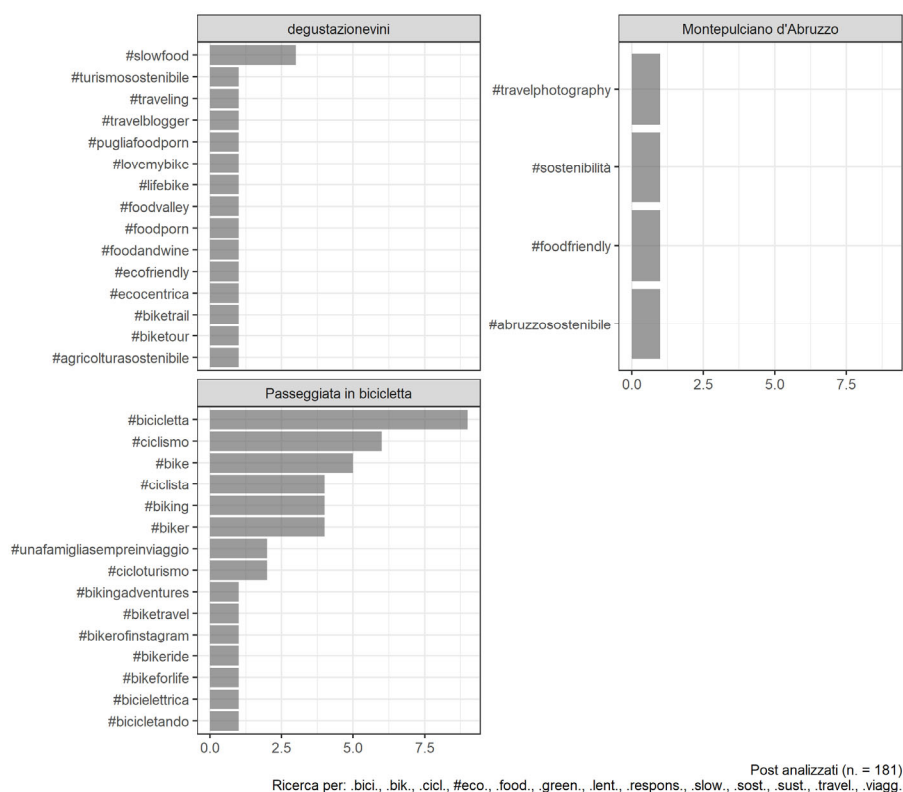 degustazionevini
#slowfood
#turismosostenibile
#traveling
#travelblogger
#pugliafoodporn
#lovemybike
#lifebike
#foodvalley
#foodporn
#foodandwine
#ecofriendly
#ecocentrica
#biketrail
#biketour
#agricolturasostenibile
Montepulciano d'Abruzzo
#travelphotography
#sostenibilità
#foodfriendly
#abruzzosostenibile
0.0 2.5 5.0 7.5
Passeggiata in bicicletta
#bicicletta
#ciclismo
#bike
#ciclista
#biking
#biker
#unafamigliasempreinviaggio
#cicloturismo
#bikingadventures
#biketravel
#bikerofinstagram
#bikeride
#bikeforlife
#bicielettrica
#bicicletando
0.0 2.5 5.0 7.5
Post analizzati (n. = 181)
Ricerca per: .bici., .bik., .cicl., #eco., .food., .green., .lent., .respons., .slow., .sost., .sust., .travel., .viagg.